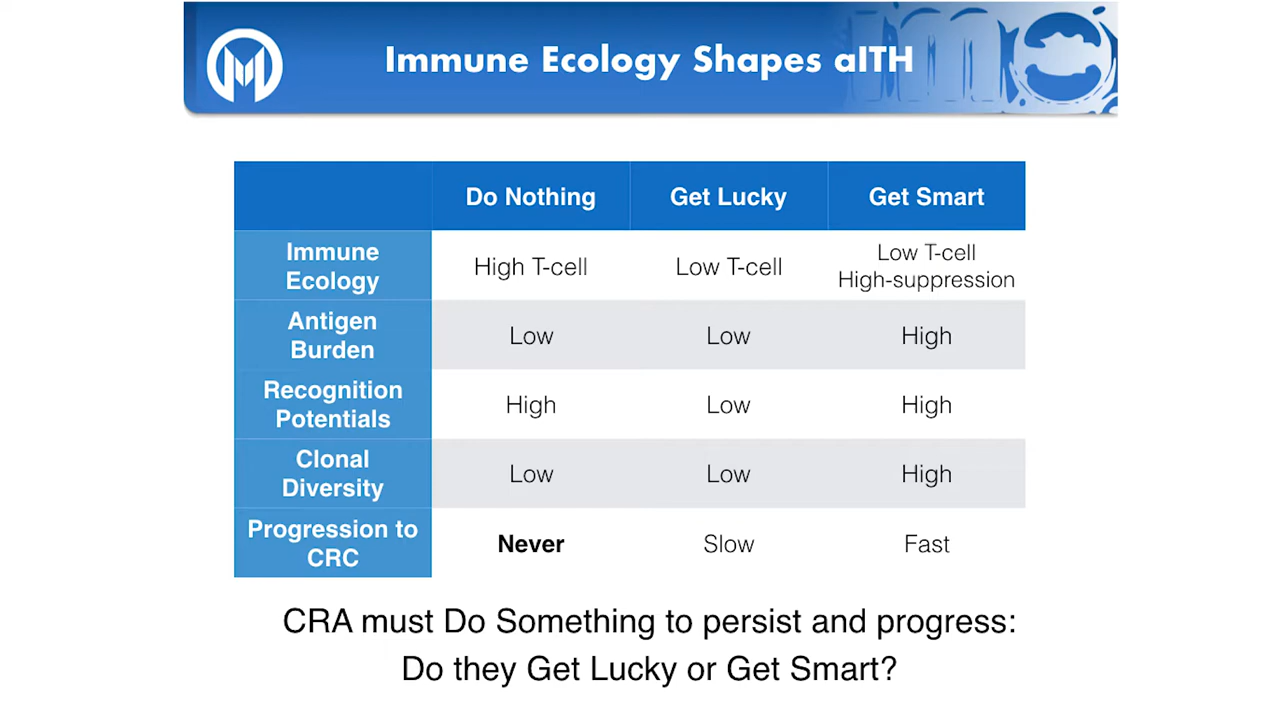 Immune Ecology Shapes aITH
Do Nothing Get Lucky Get Smart
Immune
Ecology
High T-cell Low T-cell
Low T-cell
High-suppression
Antigen
Burden
Low Low High
Recognition
Potentials
High Low High
Clonal
Diversity
Low Low High
Progression to
CRC
Never Slow Fast
CRA must Do Something to persist and progress:
Do they Get Lucky or Get Smart?